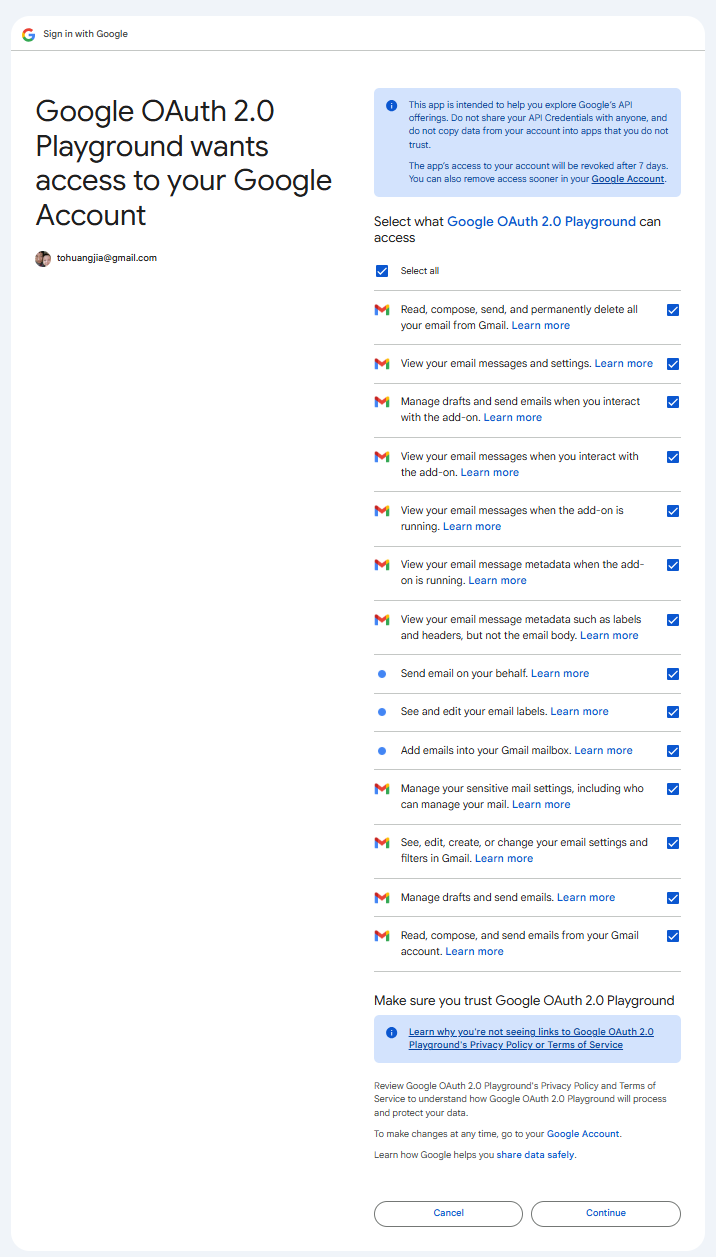 Sign in with Google
Google OAuth 2.0
Playground wants
access to your Google
Account
tohuangjia@gmail.com
This app is intended to help you explore Google's API
offerings. Do not share your API Credentials with anyone, and
do not copy data from your account into apps that you do not
trust.
The app's access to your account will be revoked after 7 days.
You can also remove access sooner in your Google Account.
Select what Google OAuth 2.0 Playground can
access
Select all
Read, compose, send, and permanently delete all
your email from Gmail. Learn more
View your email messages and settings. Learn more
Manage drafts and send emails when you interact
with the add-on. Learn more
View your email messages when you interact with
the add-on. Learn more
View your email messages when the add-on is
running. Learn more
View your email message metadata when the add-
on is running. Learn more
View your email message metadata such as labels
and headers, but not the email body. Learn more
Send email on your behalf. Learn more
See and edit your email labels. Learn more
Add emails into your Gmail mailbox. Learn more
Manage your sensitive mail settings, including who
can manage your mail. Learn more
See, edit, create, or change your email settings and
filters in Gmail. Learn more
Manage drafts and send emails. Learn more
Read, compose, and send emails from your Gmail
account. Learn more
Make sure you trust Google OAuth 2.0 Playground
Learn why you're not seeing links to Google OAuth 2.0
Playground's Privacy Policy or Terms of Service
Review Google OAuth 2.0 Playground's Privacy Policy and Terms of
Service to understand how Google OAuth 2.0 Playground will process
and protect your data.
To make changes at any time, go to your Google Account.
Learn how Google helps you share data safely.
Cancel
Continue